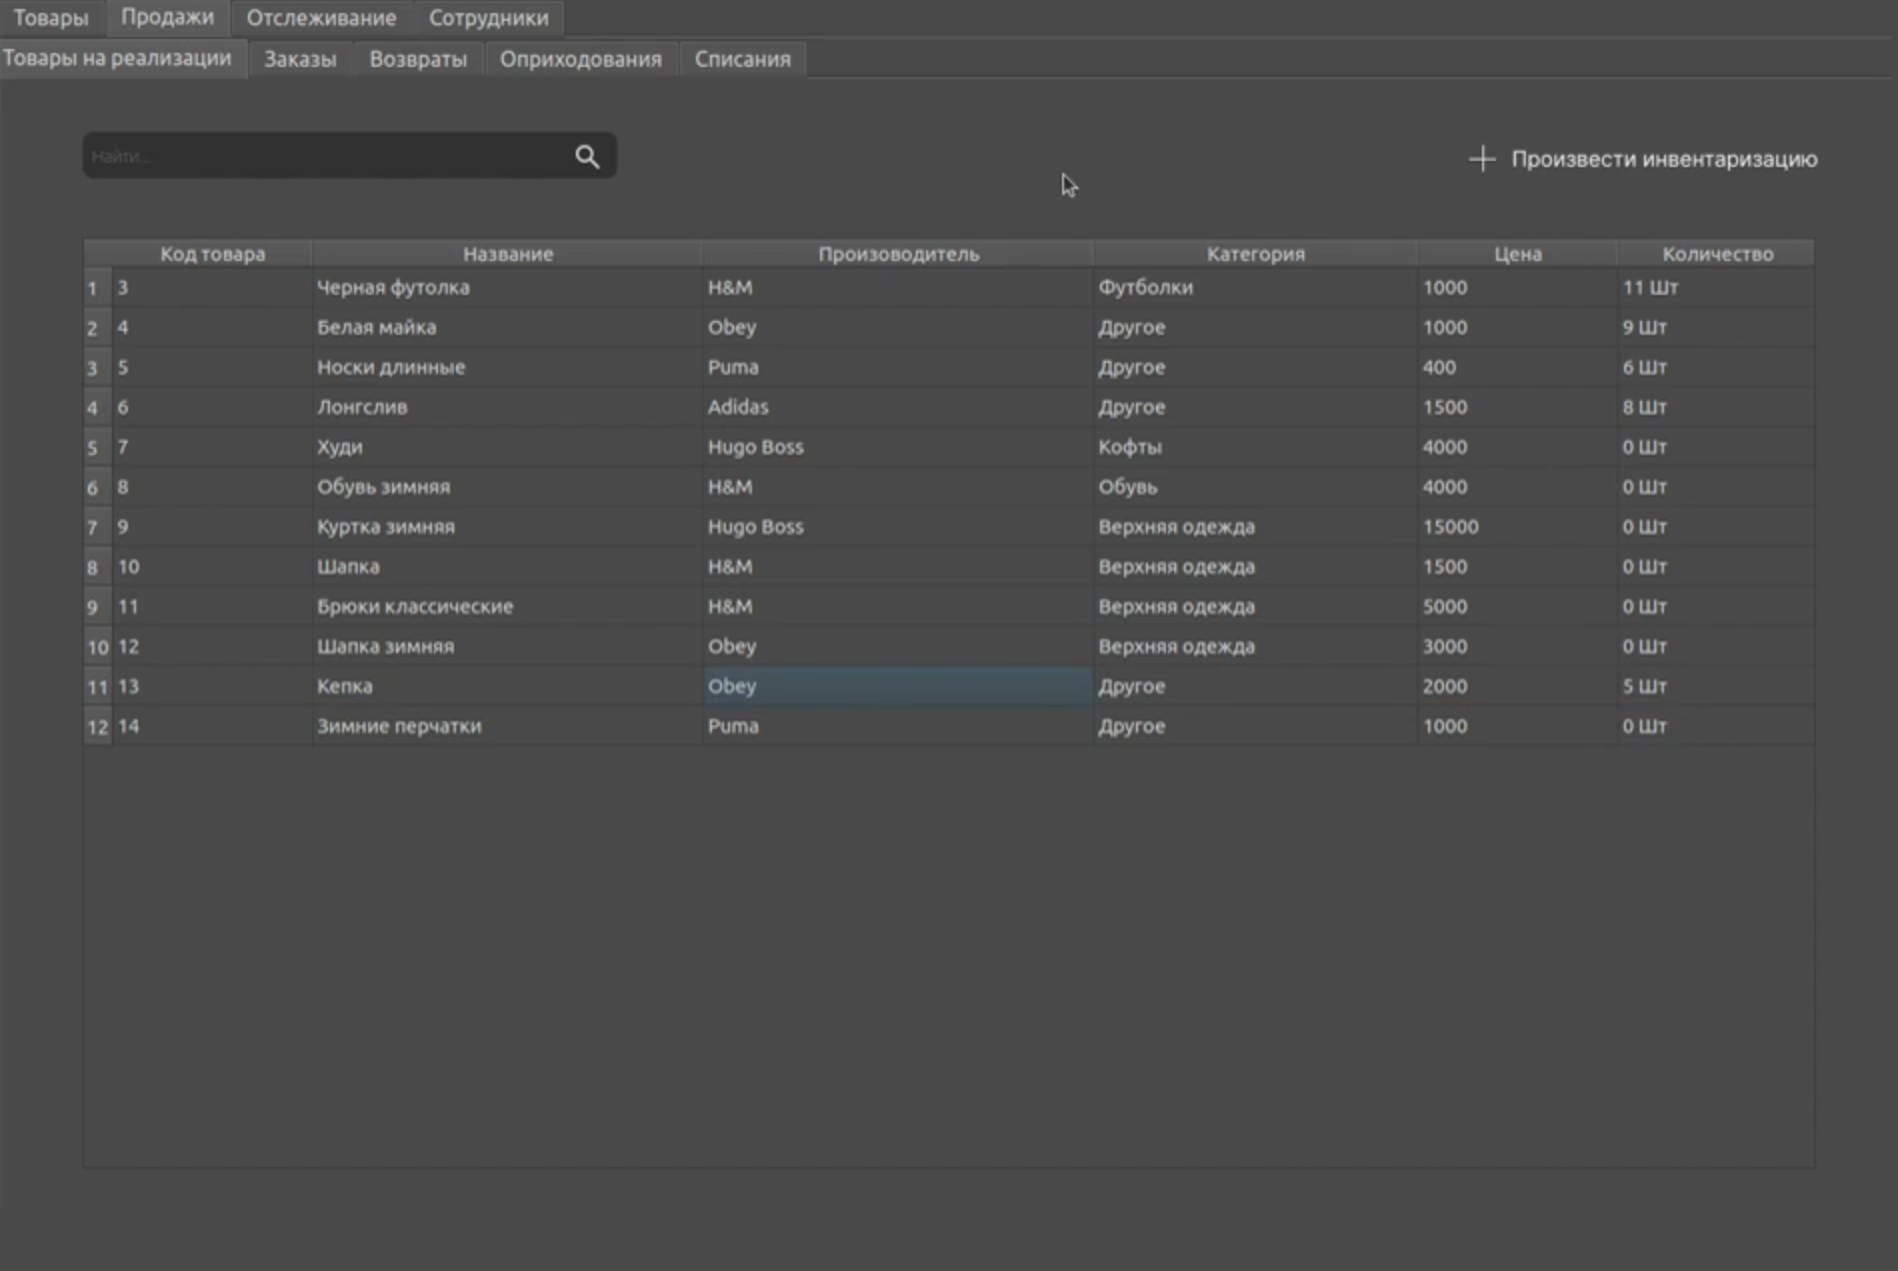 Товары Продажи Отслеживание Сотрудники
Товары на реализации Заказы Возвраты Оприходования Списания
Найти...
Произвести инвентаризацию
Код товара Название Произоводитель Категория Цена Количество
1 3 Черная футолка H&M Футболки 1000 11 Шт
2 4 Белая майка Obey Другое 1000 9 Шт
3 5 Носки длинные Puma Другое 400 6 Шт
4 6 Лонгслив Adidas Другое 1500 8 Шт
5 7 Худи Hugo Boss Кофты 4000 0 Шт
6 8 Обувь зимняя H&M Обувь 4000 0 Шт
7 9 Куртка зимняя Hugo Boss Верхняя одежда 15000 0 Шт
8 10 Шапка H&M Верхняя одежда 1500 0 Шт
9 11 Брюки классические H&M Верхняя одежда 5000 0 Шт
10 12 Шапка зимняя Obey Верхняя одежда 3000 0 Шт
11 13 Кепка Obey Другое 2000 5 Шт
12 14 Зимние перчатки Puma Другое 1000 0 Шт